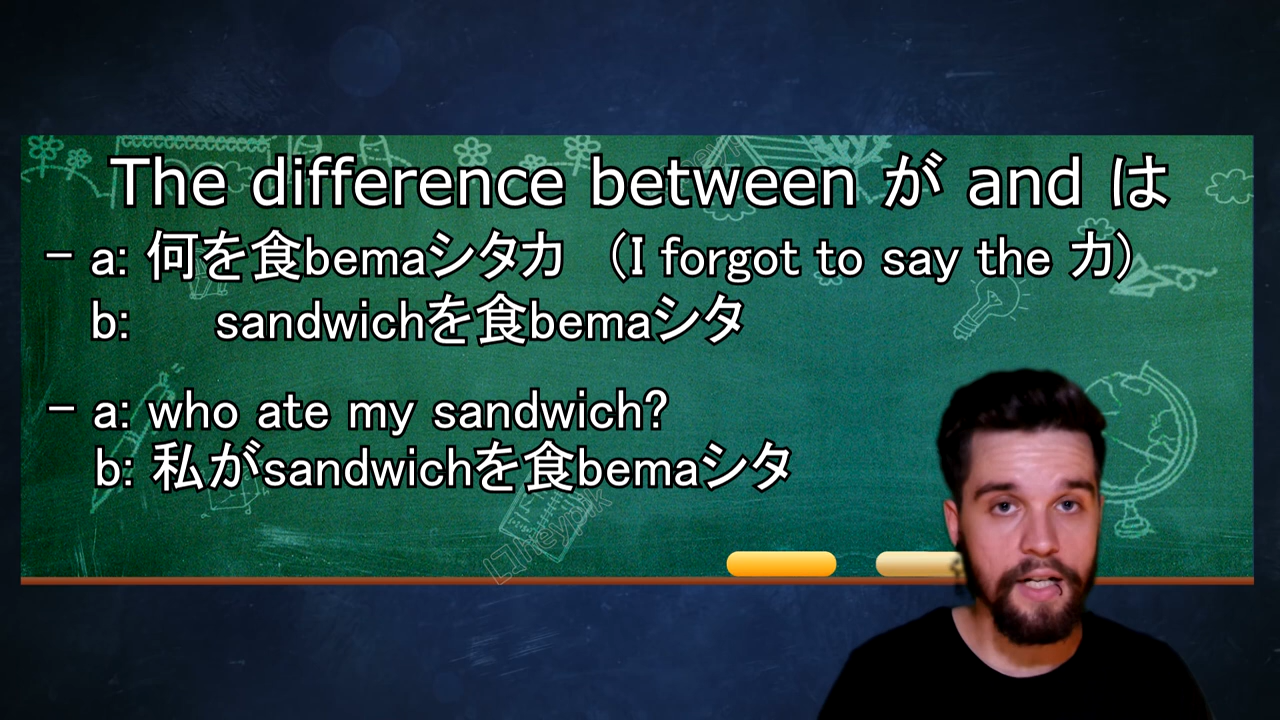 The difference between が and は
- a: 何を食bemaシタカ （I forgot to say the カ）
b: sandwichを食bemaシタ
- a: who ate my sandwich?
b: 私がsandwichを食bemaシタ